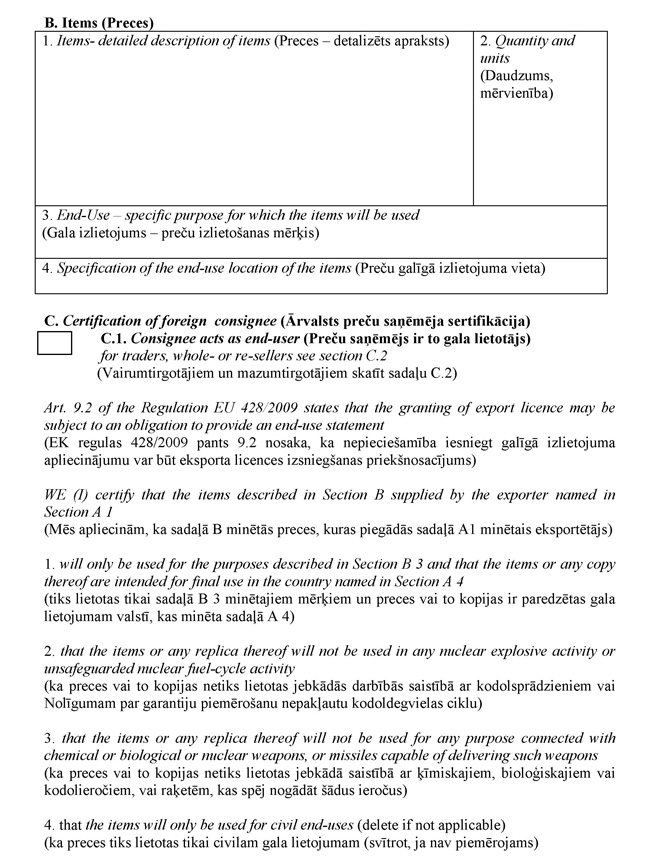 B. Items (Preces)
1. Items- detailed description of items (Preces – detalizēts apraksts)
2. Quantity and
units
(Daudzums,
mērvienība)
3. End-Use – specific purpose for which the items will be used
(Gala izlietojums – preču izlietošanas mērķis)
4. Specification of the end-use location of the items (Preču galīgā izlietojuma vieta)
C. Certification of foreign consignee (Ārvalsts preču saņēmēja sertifikācija)
C.1. Consignee acts as end-user (Preču saņēmējs ir to gala lietotājs)
for traders, whole- or re-sellers see section C.2
(Vairumtirgotājiem un mazumtirgotājiem skatīt sadaļu C.2)
Art. 9.2 of the Regulation EU 428/2009 states that the granting of export licence may be
subject to an obligation to provide an end-use statement
(EK regulas 428/2009 pants 9.2 nosaka, ka nepieciešamība iesniegt galīgā izlietojuma
apliecinājumu var būt eksporta licences izsniegšanas priekšnosacījums)
WE (I) certify that the items described in Section B supplied by the exporter named in
Section A 1
(Mēs apliecinām, ka sadaļā B minētās preces, kuras piegādās sadaļā A1 minētais eksportētājs)
1. will only be used for the purposes described in Section B 3 and that the items or any copy
thereof are intended for final use in the country named in Section A 4
(tiks lietotas tikai sadaļā B 3 minētajiem mērķiem un preces vai to kopijas ir paredzētas gala
lietojumam valstī, kas minēta sadaļā A 4)
2. that the items or any replica thereof will not be used in any nuclear explosive activity or
unsafeguarded nuclear fuel-cycle activity
(ka preces vai to kopijas netiks lietotas jebkādās darbībās saistībā ar kodolsprādzieniem vai
Nolīgumam par garantiju piemērošanu nepakļautu kodoldegvielas ciklu)
3. that the items or any replica thereof will not be used for any purpose connected with
chemical or biological or nuclear weapons, or missiles capable of delivering such weapons
(ka preces vai to kopijas netiks lietotas jebkādā saistībā ar ķīmiskajiem, bioloģiskajiem vai
kodolieročiem, vai raķetēm, kas spēj nogādāt šādus ieročus)
4. that the items will only be used for civil end-uses (delete if not applicable)
(ka preces tiks lietotas tikai civilam gala lietojumam (svītrot, ja nav piemērojams)